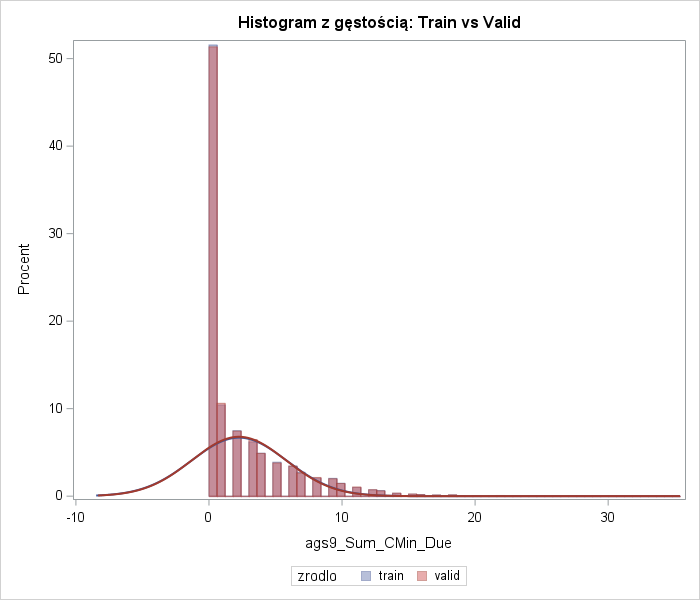 Histogram z gęstością: Train vs Valid
50
40
30
20
10
0
Procent
-10 0 10 20 30
ags9_Sum_CMin_Due
zrodlo train valid